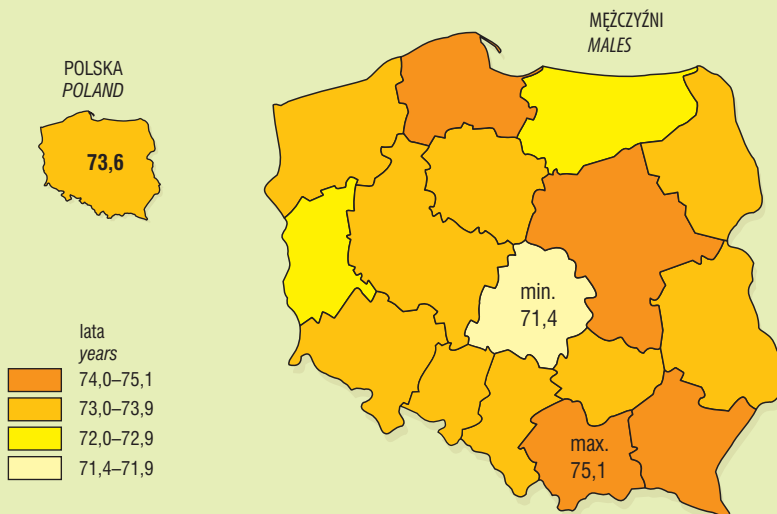 MĘŻCZYŹNI
MALES
POLSKA
POLAND
73,6
min.
71,4
lata
years
74,0–75,1
73,0–73,9
72,0–72,9
71,4–71,9
max.
75,1